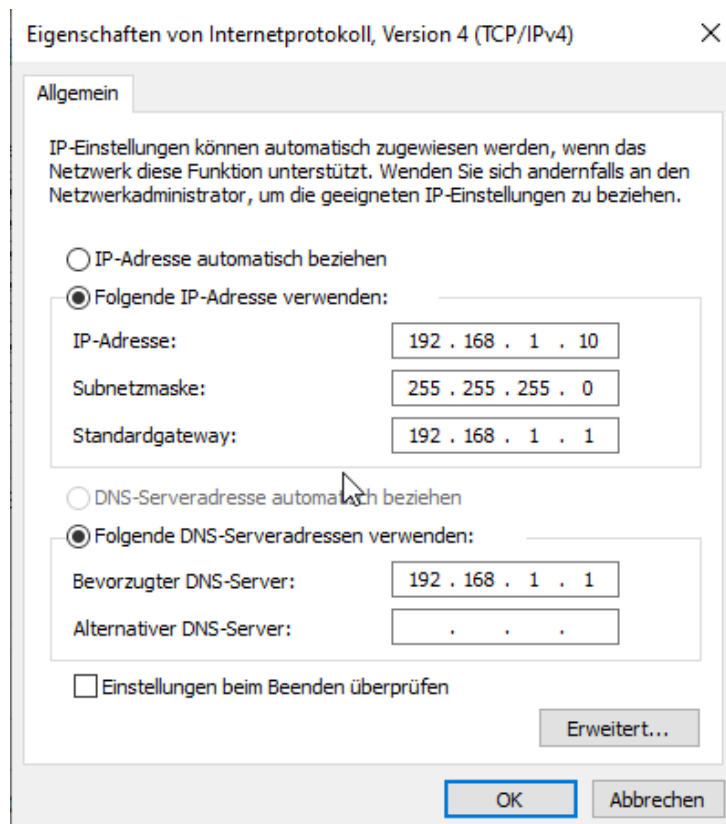 Eigenschaften von Internetprotokoll, Version 4 (TCP/IPv4)
Allgemein
IP-Einstellungen können automatisch zugewiesen werden, wenn das
Netzwerk diese Funktion unterstützt. Wenden Sie sich andernfalls an den
Netzwerkadministrator, um die geeigneten IP-Einstellungen zu beziehen.
IP-Adresse automatisch beziehen
Folgende IP-Adresse verwenden:
IP-Adresse: 192 . 168 . 1 . 10
Subnetzmaske: 255 . 255 . 255 . 0
Standardgateway: 192 . 168 . 1 . 1
DNS-Serveradresse automatisch beziehen
Folgende DNS-Serveradressen verwenden:
Bevorzugter DNS-Server: 192 . 168 . 1 . 1
Alternativer DNS-Server: . . .
Einstellungen beim Beenden überprüfen
Erweitert...
OK Abbrechen